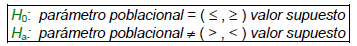 H₀: parámetro poblacional = ( ≤ , ≥ ) valor supuesto
Hₐ: parámetro poblacional ≠ ( > , < ) valor supuesto